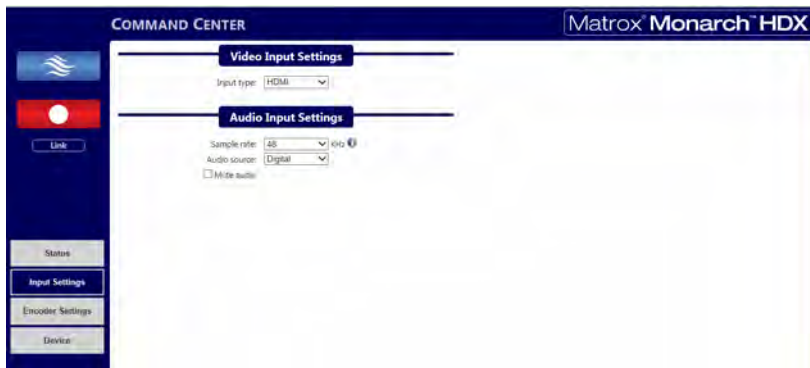 COMMAND CENTER
Matrox® Monarch™ HDX
Video Input Settings
Input type: HDMI
Audio Input Settings
Link
Sample rate: 48 kHz
Audio source: Digital
Mute audio
Status
Input Settings
Encoder Settings
Device